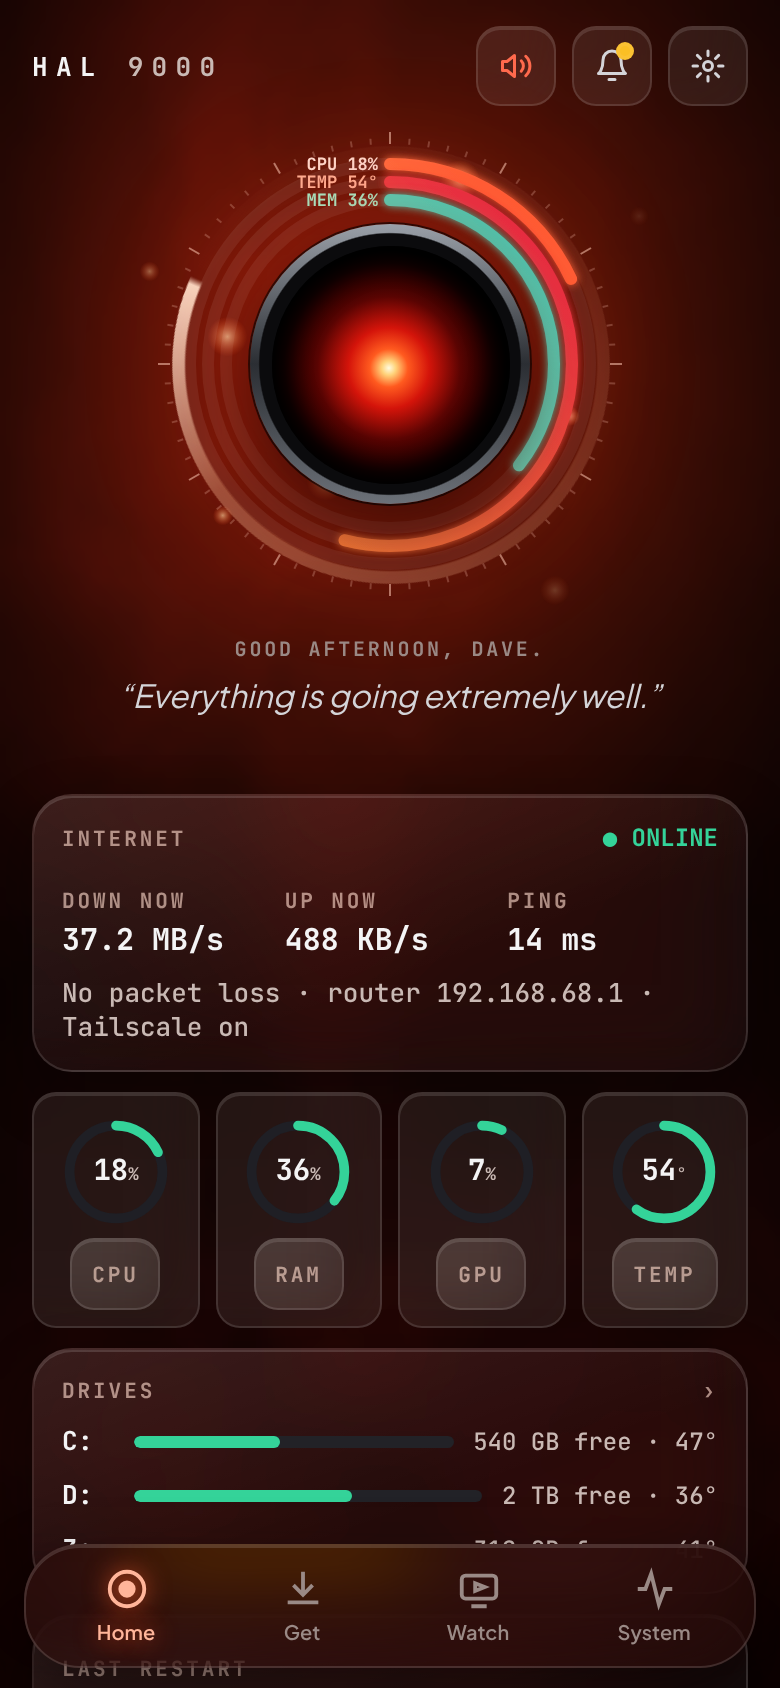 HAL 9000
CPU 18%
TEMP 54°
MEM 36%
GOOD AFTERNOON, DAVE.
“Everything is going extremely well.”
INTERNET
ONLINE
DOWN NOW
UP NOW
PING
37.2 MB/s
488 KB/s
14 ms
No packet loss · router 192.168.68.1 ·
Tailscale on
18%
36%
7%
54°
CPU
RAM
GPU
TEMP
DRIVES ›
C: 540 GB free · 47°
D: 2 TB free · 36°
Home
Get
Watch
System
LAST RESTART